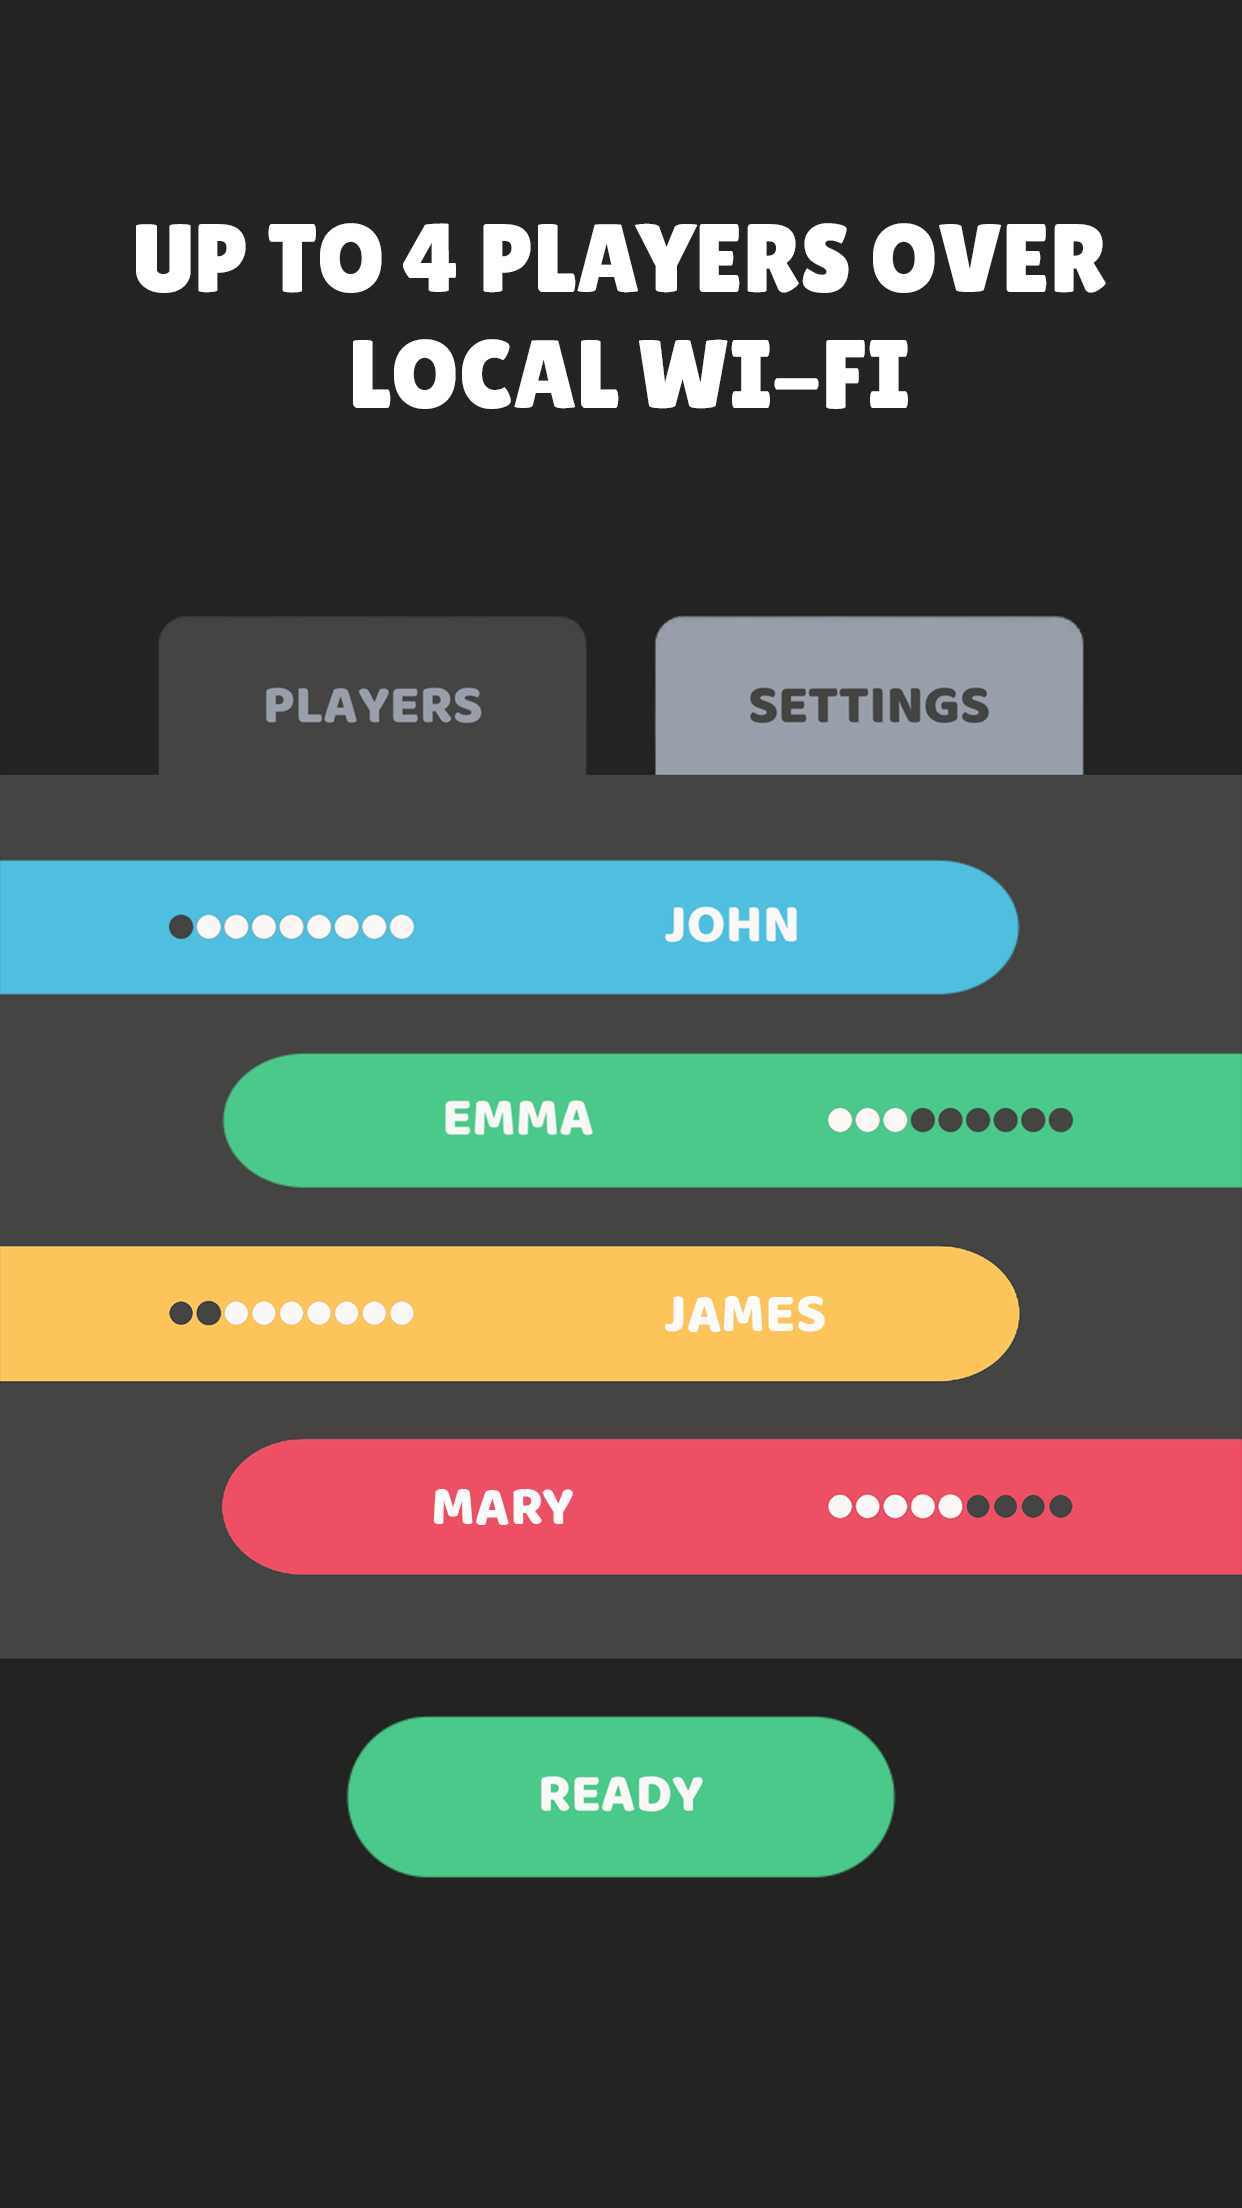 UP TO 4 PLAYERS OVER
LOCAL WI-FI
PLAYERS
SETTINGS
JOHN
EMMA
JAMES
MARY
READY